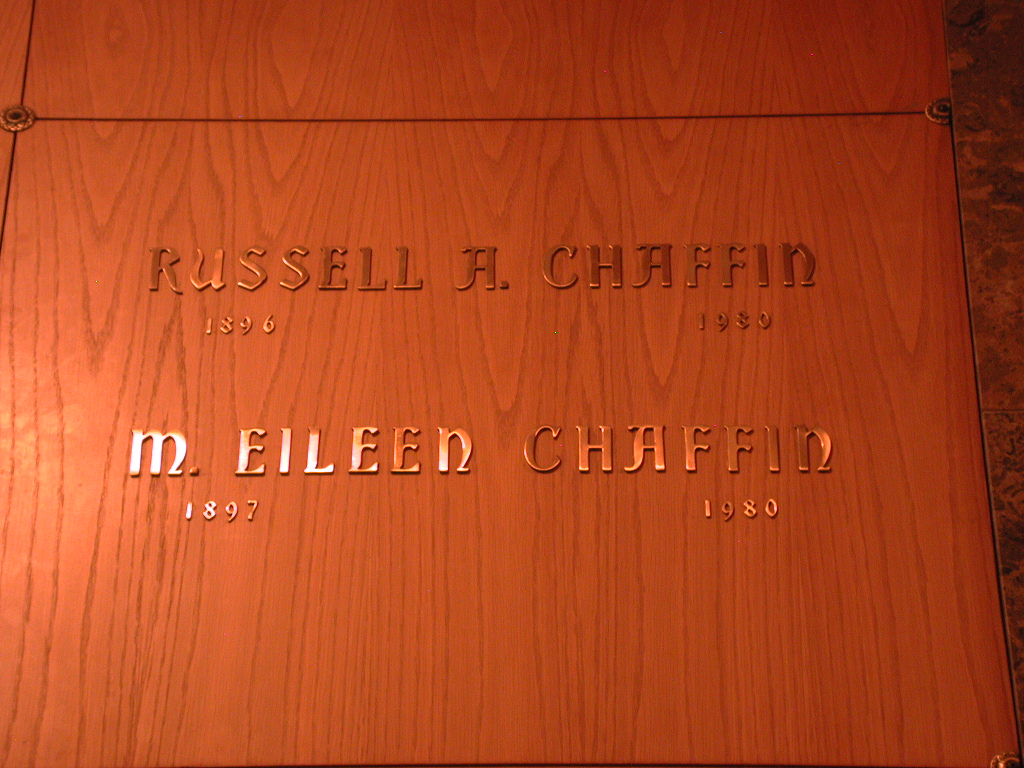 RUSSELL A. CHAFFIN
1896 1980
M. EILEEN CHAFFIN
1897 1980